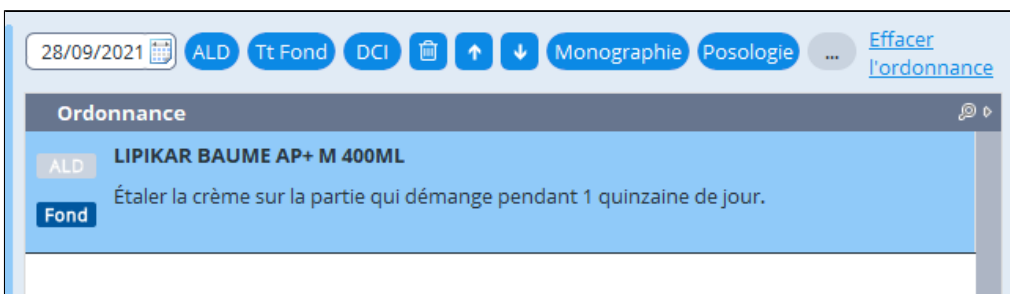 28/09/2021 ALD Tt Fond DCI Monographie Posologie ... Effacer
l'ordonnance
Ordonnance
ALD LIPIKAR BAUME AP+ M 400ML
Fond Étaler la crème sur la partie qui démange pendant 1 quinzaine de jour.